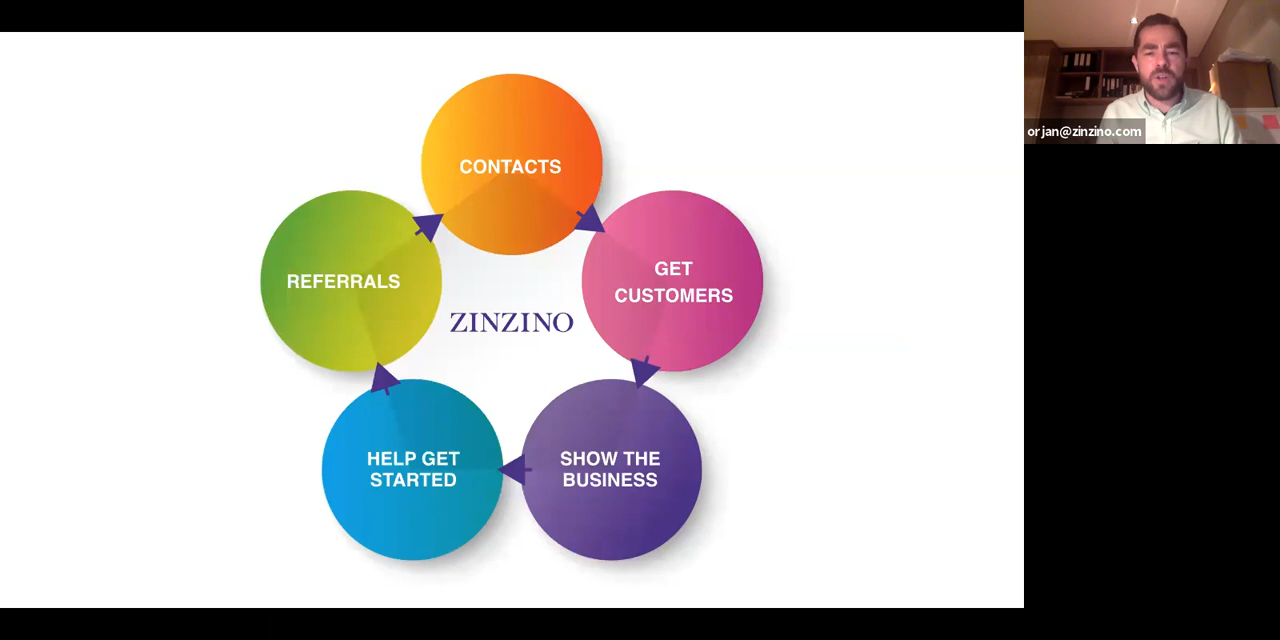 CONTACTS
GET
CUSTOMERS
SHOW THE
BUSINESS
HELP GET
STARTED
REFERRALS
ZINZINO
orjan@zinzino.com